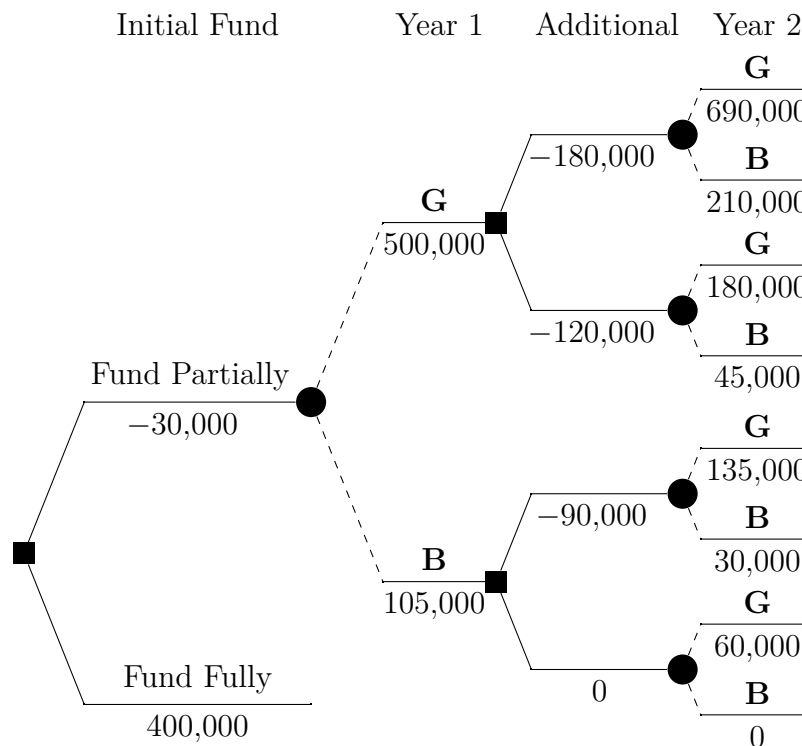 Initial Fund Year 1 Additional Year 2
G
690,000
−180,000
B
210,000
G
500,000
G
180,000
−120,000
B
45,000
Fund Partially
−30,000
G
135,000
−90,000
B
30,000
B
105,000
G
60,000
Fund Fully
0
B
400,000
0